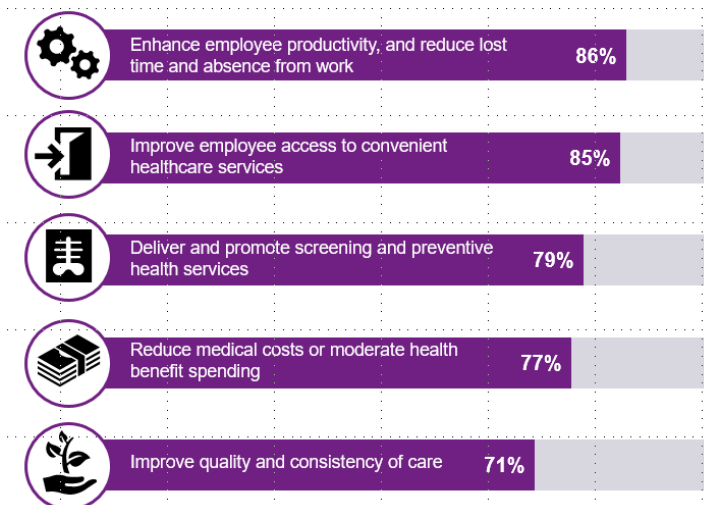 Enhance employee productivity, and reduce lost
time and absence from work
86%
Improve employee access to convenient
healthcare services
85%
Deliver and promote screening and preventive
health services
79%
Reduce medical costs or moderate health
benefit spending
77%
Improve quality and consistency of care
71%